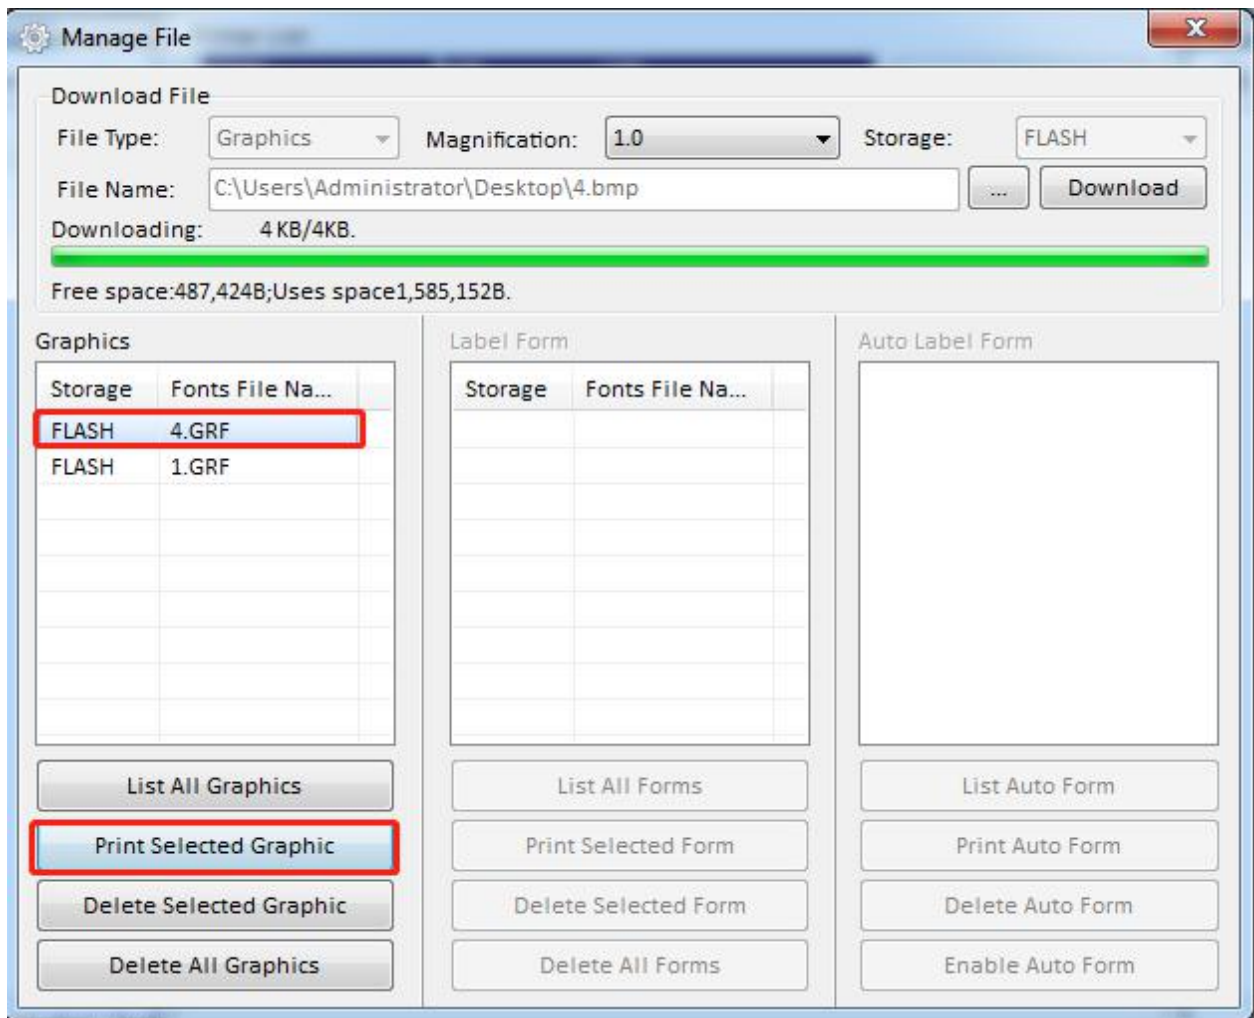 Manage File
Download File
File Type: Graphics Magnification: 1.0 Storage: FLASH
File Name: C:\Users\Administrator\Desktop\4.bmp ... Download
Downloading: 4 KB/4KB.
Free space:487,424B;Uses space1,585,152B.
Graphics
Storage Fonts File Na...
FLASH 4.GRF
FLASH 1.GRF
List All Graphics
Print Selected Graphic
Delete Selected Graphic
Delete All Graphics
Label Form
Storage Fonts File Na...
List All Forms
Print Selected Form
Delete Selected Form
Delete All Forms
Auto Label Form
List Auto Form
Print Auto Form
Delete Auto Form
Enable Auto Form